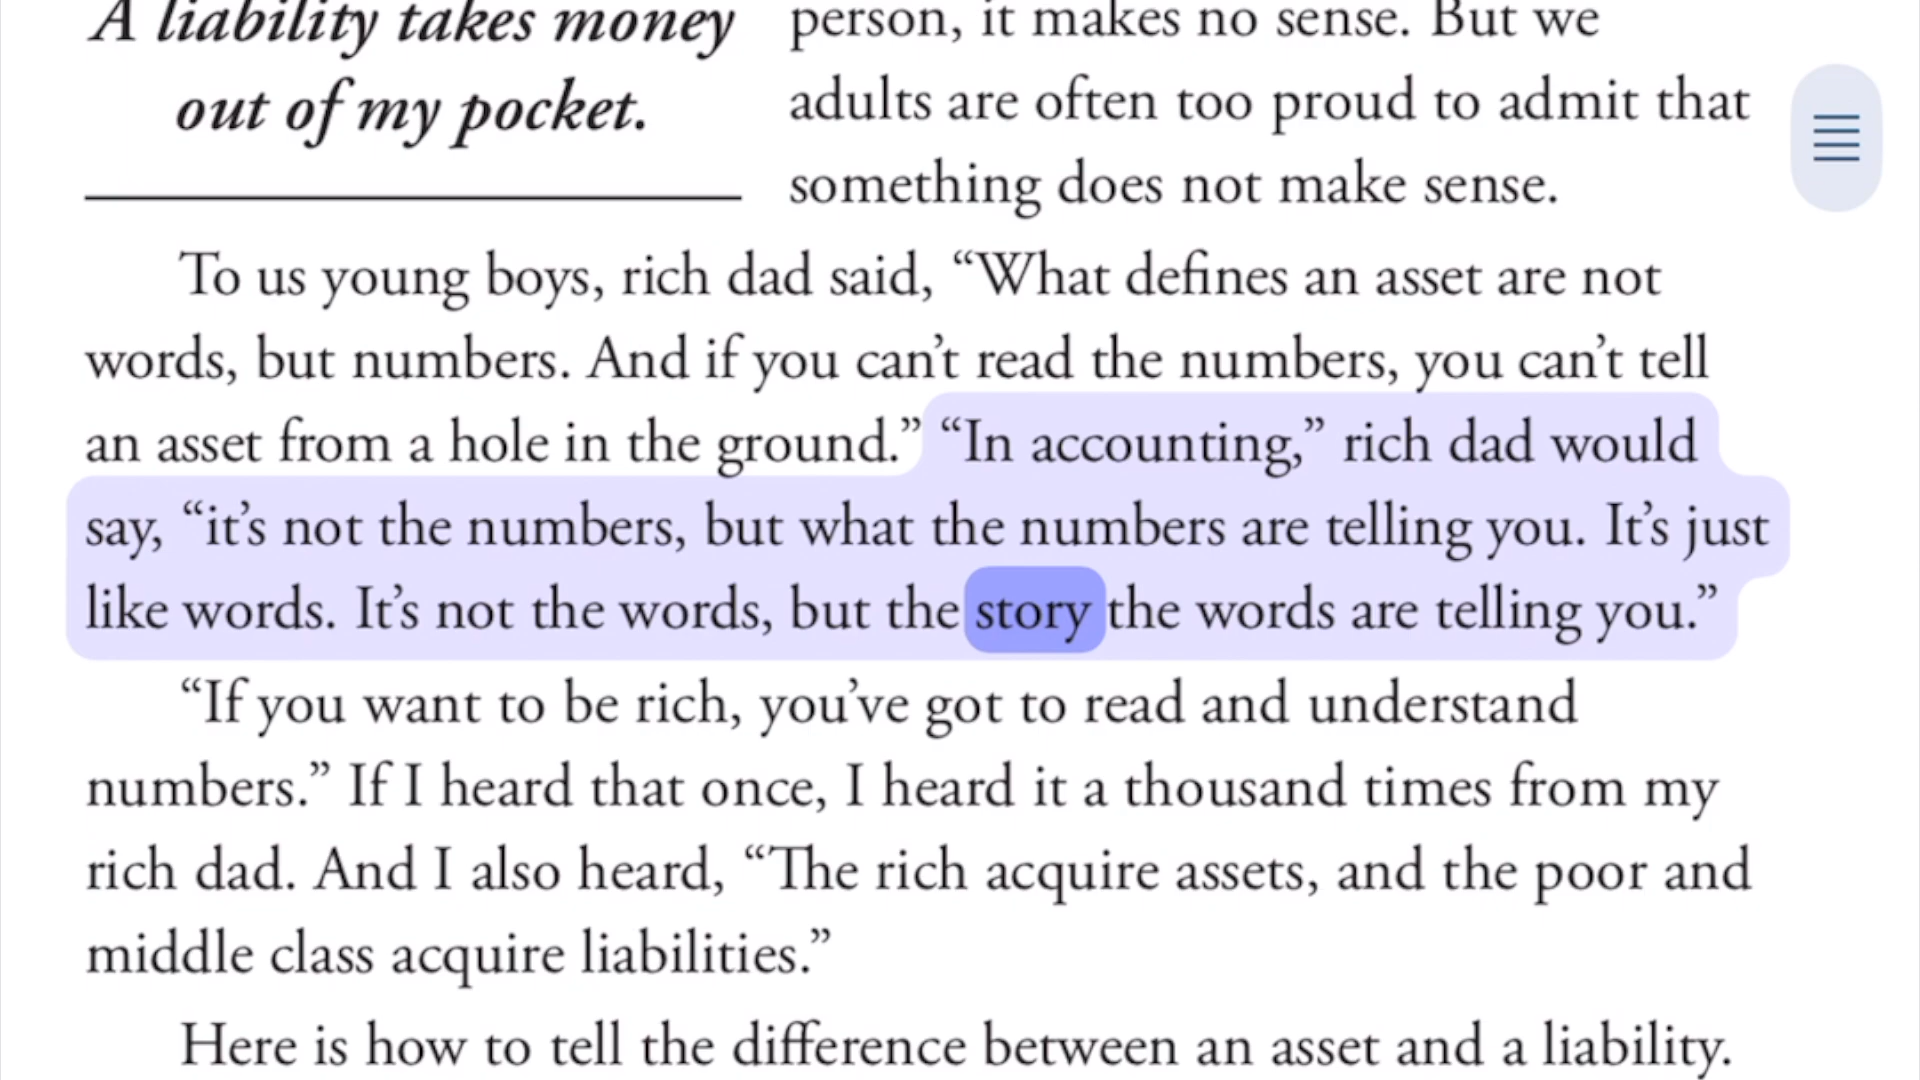 A liability takes money
out of my pocket.
person, it makes no sense. But we
adults are often too proud to admit that
something does not make sense.
To us young boys, rich dad said, “What defines an asset are not
words, but numbers. And if you can’t read the numbers, you can’t tell
an asset from a hole in the ground.” “In accounting,” rich dad would
say, “it’s not the numbers, but what the numbers are telling you. It’s just
like words. It’s not the words, but the story the words are telling you.”
“If you want to be rich, you’ve got to read and understand
numbers.” If I heard that once, I heard it a thousand times from my
rich dad. And I also heard, “The rich acquire assets, and the poor and
middle class acquire liabilities.”
Here is how to tell the difference between an asset and a liability.